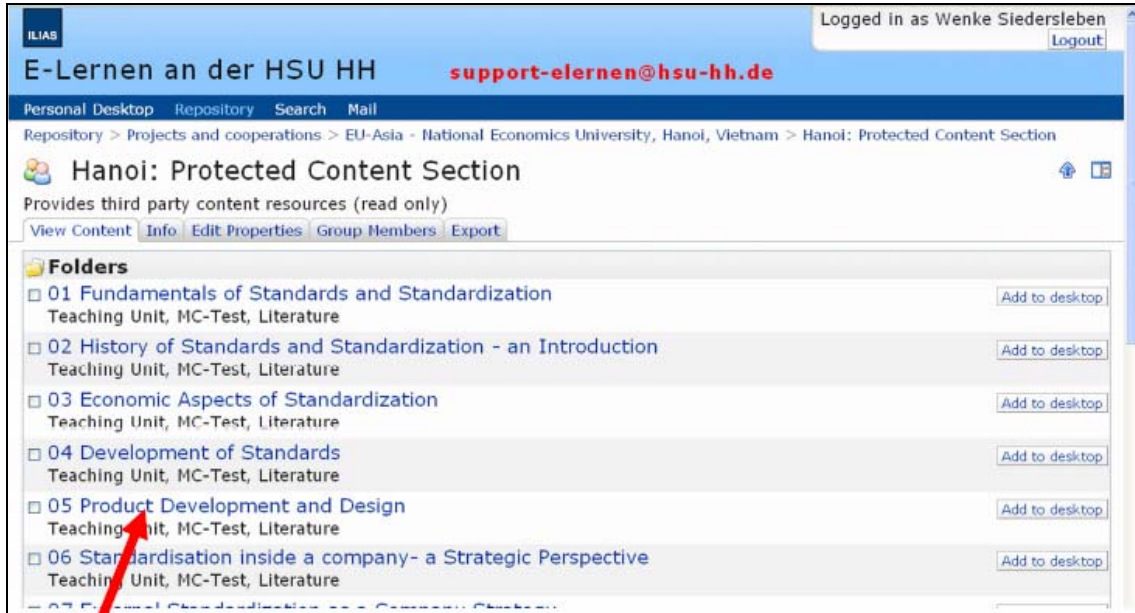 Logged in as Wenke Siedersleben
ILIAS
Logout
E-Lernen an der HSU HH support-elernen@hsu-hh.de
Personal Desktop Repository Search Mail
Repository > Projects and cooperations > EU-Asia - National Economics University, Hanoi, Vietnam > Hanoi: Protected Content Section
Hanoi: Protected Content Section
Provides third party content resources (read only)
View Content Info Edit Properties Group Members Export
Folders
01 Fundamentals of Standards and Standardization Add to desktop
Teaching Unit, MC-Test, Literature
02 History of Standards and Standardization - an Introduction Add to desktop
Teaching Unit, MC-Test, Literature
03 Economic Aspects of Standardization Add to desktop
Teaching Unit, MC-Test, Literature
04 Development of Standards Add to desktop
Teaching Unit, MC-Test, Literature
05 Product Development and Design Add to desktop
Teaching Unit, MC-Test, Literature
06 Standardisation inside a company- a Strategic Perspective Add to desktop
Teaching Unit, MC-Test, Literature
07 External Standardization as a Company Strategy